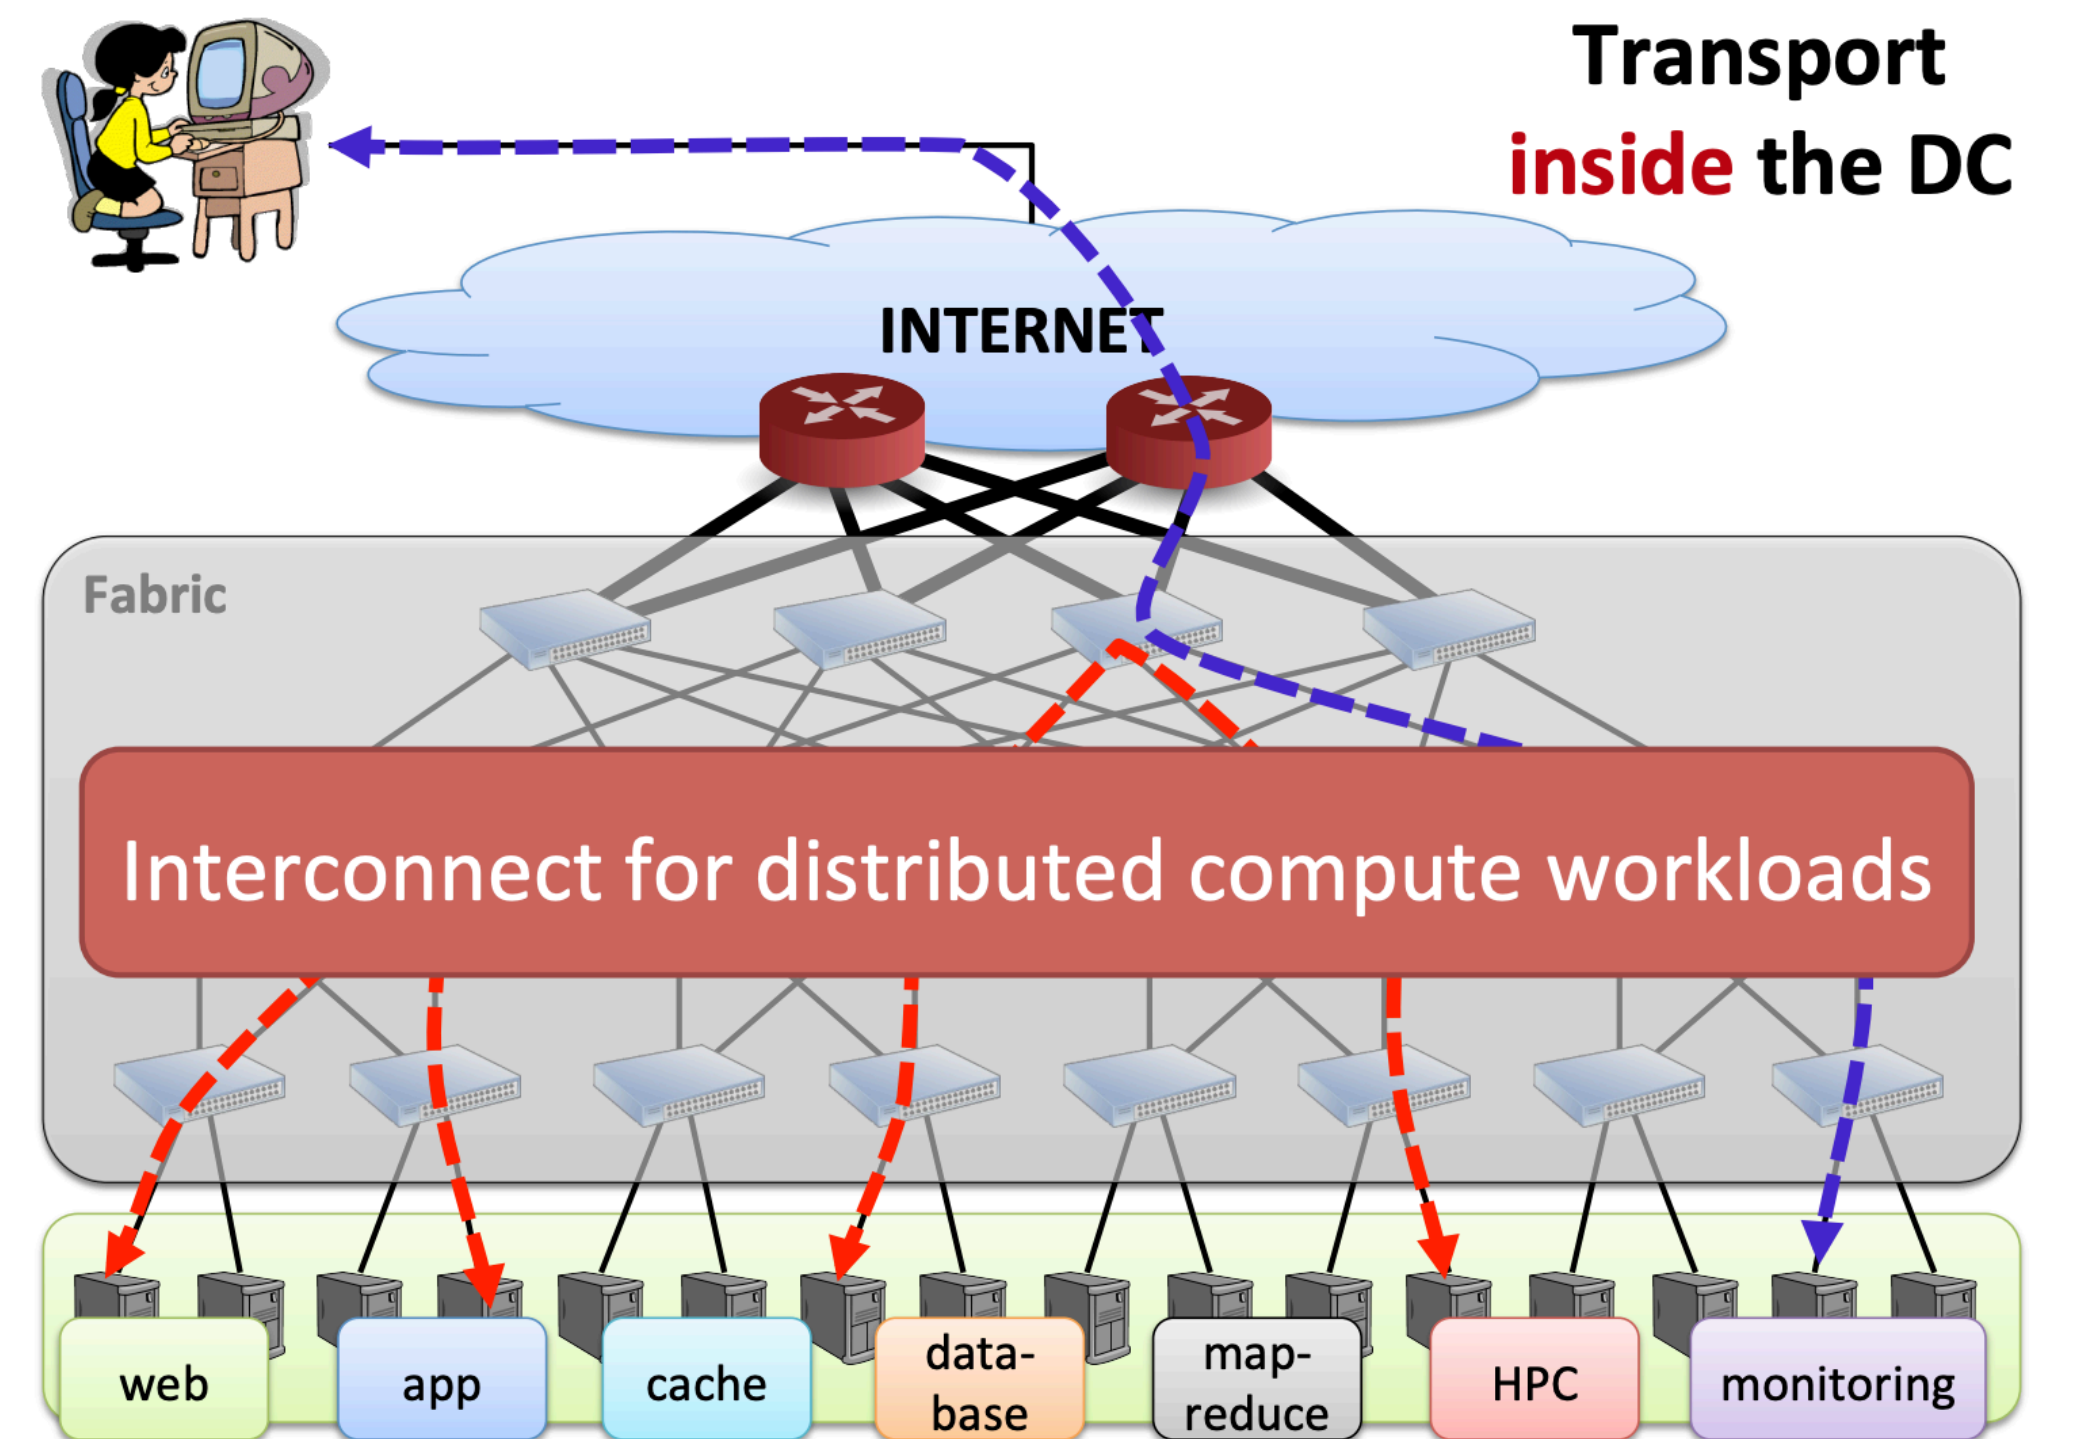 Transport
inside the DC
INTERNET
Fabric
Interconnect for distributed compute workloads
web
app
cache
data-
base
map-
reduce
HPC
monitoring